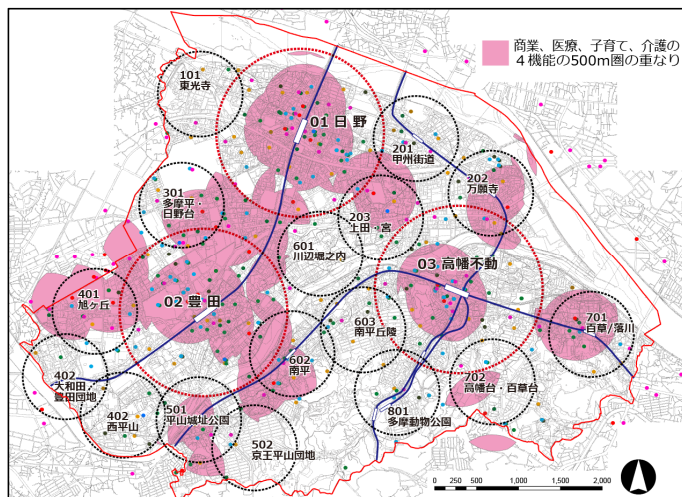 商業、医療、子育て、介護の
4機能の500m圏の重なり
101
東光寺
01 日野
201
甲州街道
202
万願寺
301
多摩平・
日野台
203
上田・宮
601
川辺堀之内
03 高幡不動
401
旭ヶ丘
02 豊田
603
南平丘陵
701
百草/落川
602
南平
402
大和田
豊田団地
402
西平山
501
平山城址公園
702
高幡台・百草台
801
多摩動物公園
502
京王平山団地
0 250 500 1,000 1,500 2,000